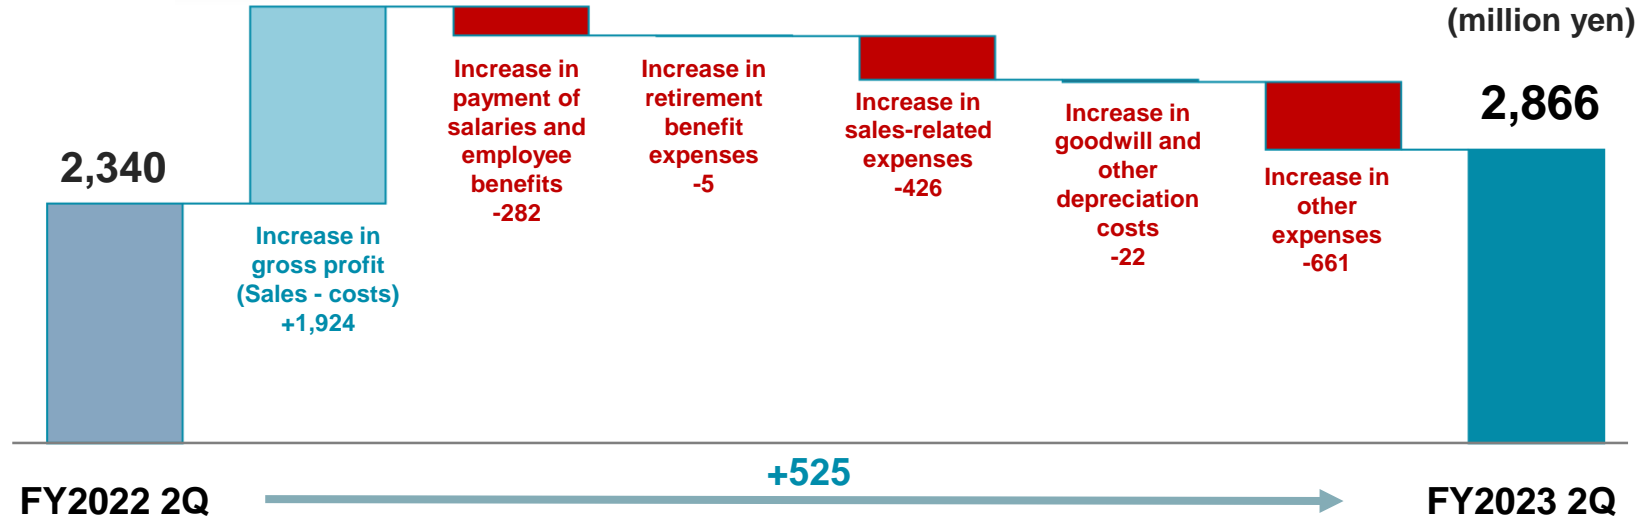 (million yen)
2,340
Increase in
gross profit
(Sales - costs)
+1,924
Increase in
payment of
salaries and
employee
benefits
-282
Increase in
retirement
benefit
expenses
-5
Increase in
sales-related
expenses
-426
Increase in
goodwill and
other
depreciation
costs
-22
Increase in
other
expenses
-661
2,866
+525
FY2022 2Q
FY2023 2Q